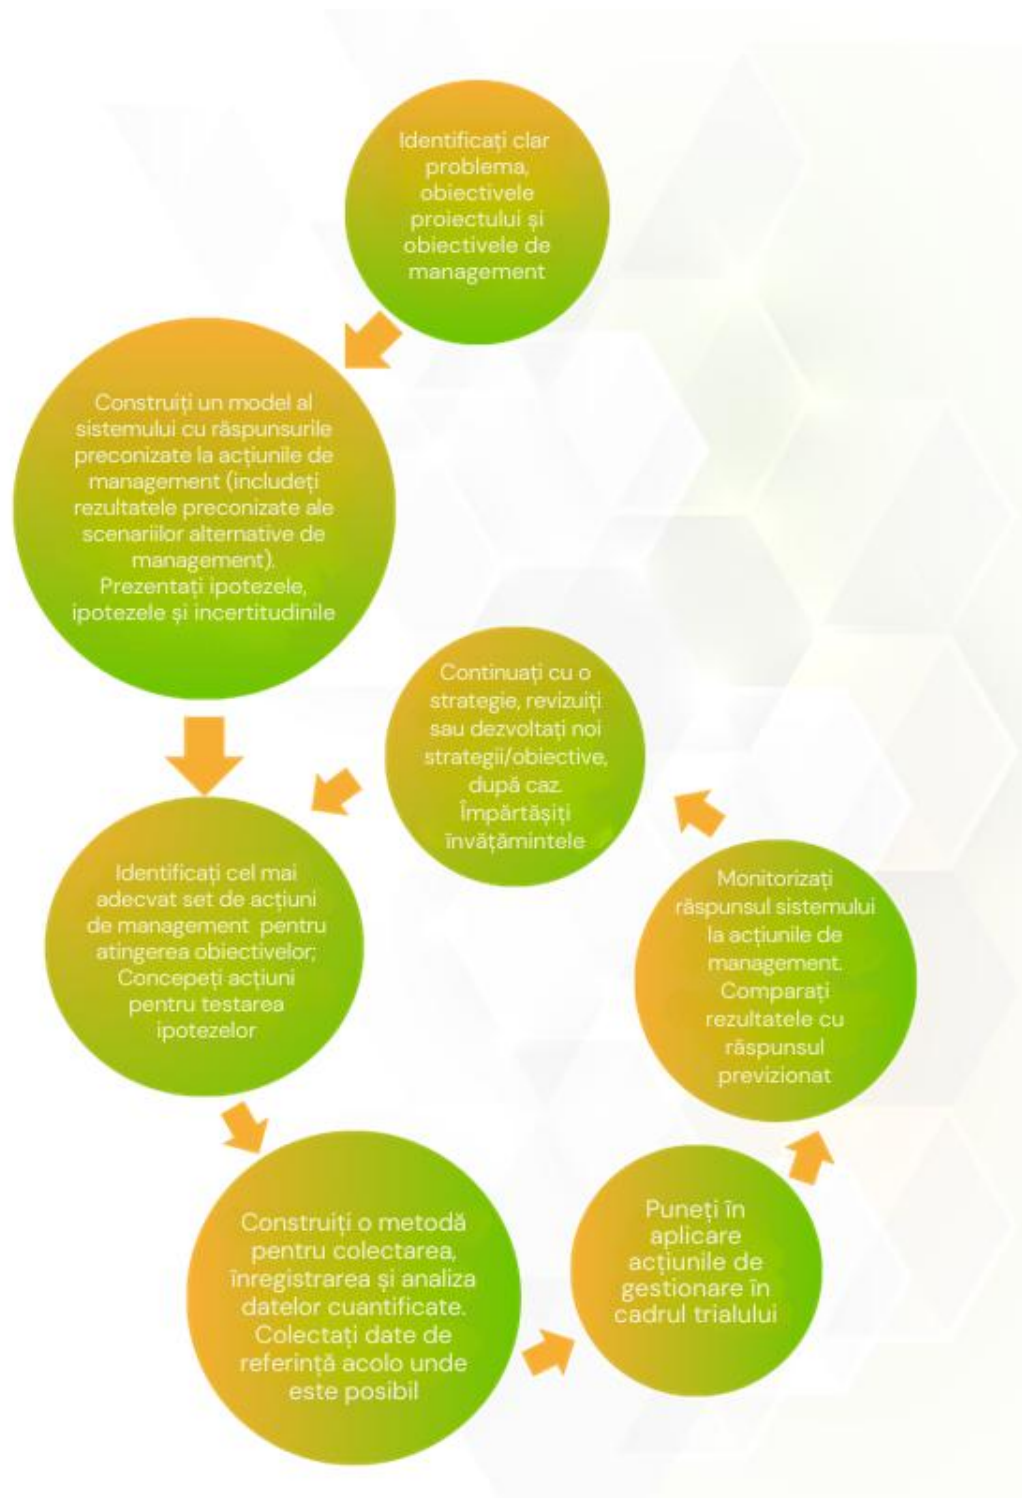 Identificați clar
problema,
obiectivele
proiectului și
obiectivele de
management
Construiți un model al
sistemului cu răspunsurile
preconizate la acțiunile de
management (includeți
rezultatele preconizate ale
scenariilor alternative de
management).
Prezentați ipotezele,
ipotezele și incertitudinile
Identificați cel mai
adecvat set de acțiuni
de management pentru
atingerea obiectivelor;
Concepeți acțiuni
pentru testarea
ipotezelor
Construiți o metodă
pentru colectarea,
înregistrarea și analiza
datelor cuantificate.
Colectați date de
referință acolo unde
este posibil
Puneți în
aplicare
acțiunile de
gestionare în
cadrul trialului
Monitorizați
răspunsul sistemului
la acțiunile de
management.
Comparați
rezultatele cu
răspunsul
previzionat
Continuați cu o
strategie, revizuiți
sau dezvoltați noi
strategii/obiective,
după caz.
Împărtășiți
învățămintele